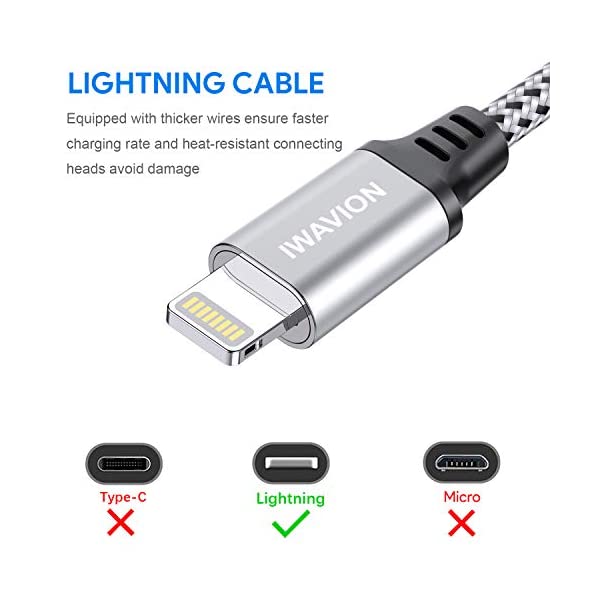 LIGHTNING CABLE
Equipped with thicker wires ensure faster
charging rate and heat-resistant connecting
heads avoid damage
IWAVION
Type-C
Lightning
Micro